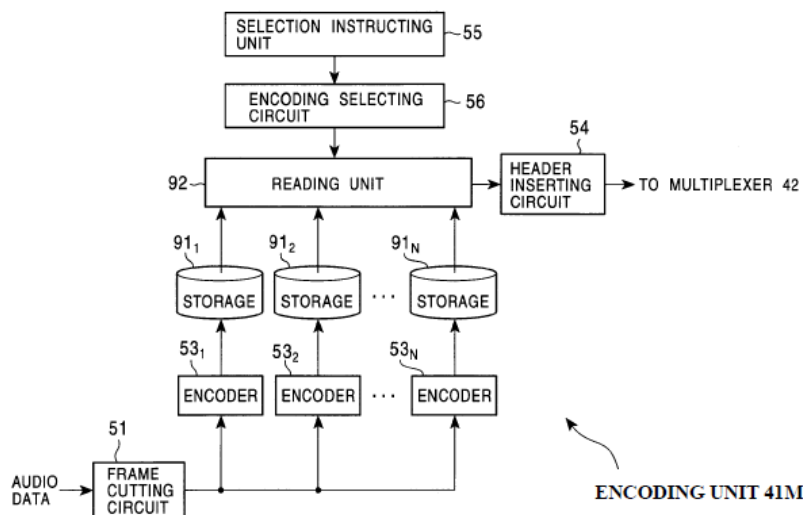 SELECTION INSTRUCTING
UNIT
55
ENCODING SELECTING
CIRCUIT
56
54
92
READING UNIT
HEADER
INSERTING
CIRCUIT
TO MULTIPLEXER 42
91₁
91₂
91N
STORAGE
STORAGE
...
STORAGE
53₁
53₂
53N
ENCODER
ENCODER
...
ENCODER
51
AUDIO
DATA
FRAME
CUTTING
CIRCUIT
ENCODING UNIT 41M